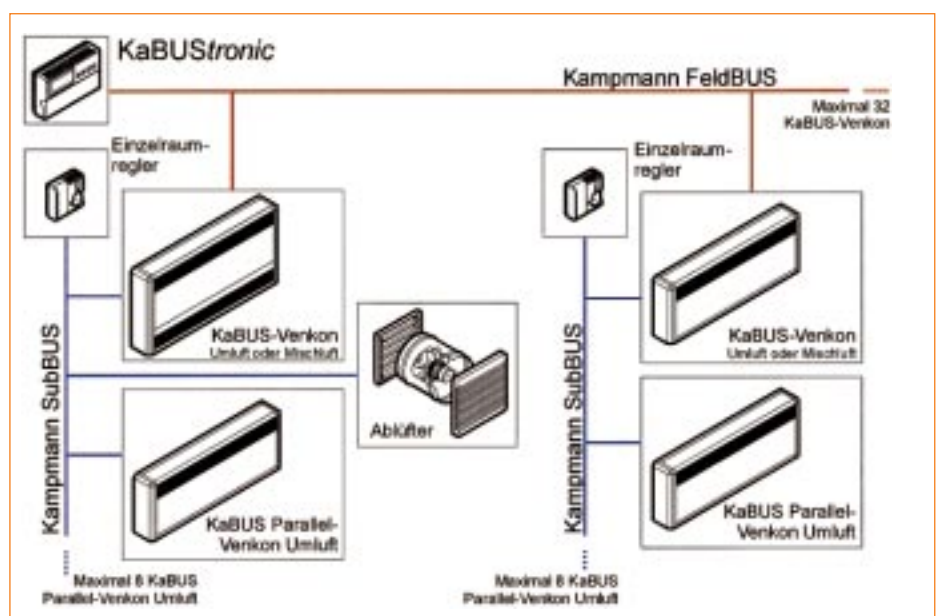 KaBUStronic
Kampmann FeldBUS
Maximal 32
KaBUS-Venkon
Einzelraum-
regler
KaBUS-Venkon
Umluft oder Mischluft
Kampmann SubBUS
Ablüfter
KaBUS Parallel-
Venkon Umluft
Maximal 8 KaBUS
Parallel-Venkon Umluft
Einzelraum-
regler
KaBUS-Venkon
Umluft oder Mischluft
Kampmann SubBUS
KaBUS Parallel-
Venkon Umluft
Maximal 8 KaBUS
Parallel-Venkon Umluft